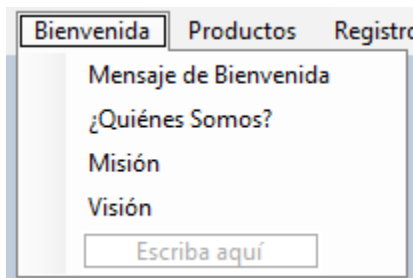 Bienvenida Productos Registro
Mensaje de Bienvenida
¿Quiénes Somos?
Misión
Visión
Escriba aquí